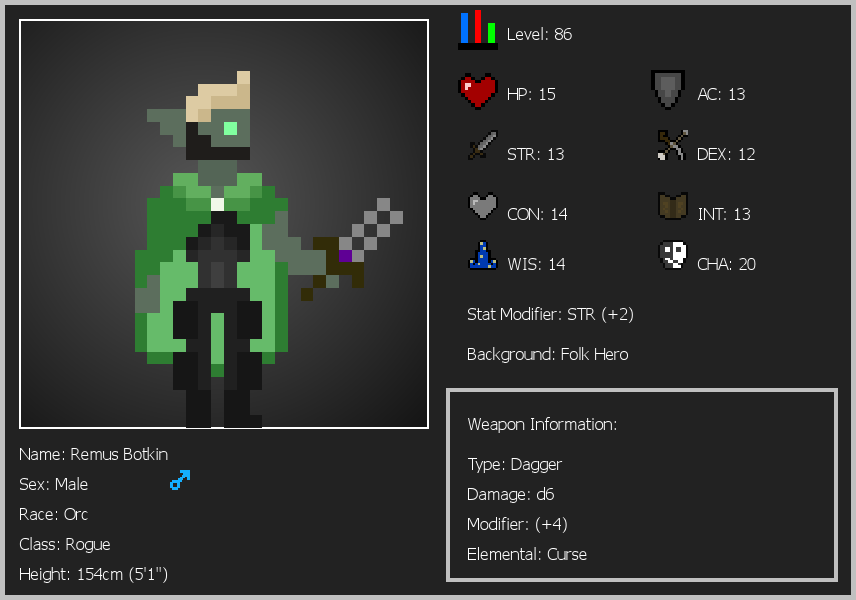 Level: 86
HP: 15
AC: 13
STR: 13
DEX: 12
CON: 14
INT: 13
WIS: 14
CHA: 20
Stat Modifier: STR (+2)
Background: Folk Hero
Weapon Information:
Type: Dagger
Damage: d6
Modifier: (+4)
Elemental: Curse
Name: Remus Botkin
Sex: Male
Race: Orc
Class: Rogue
Height: 154cm (5'1")